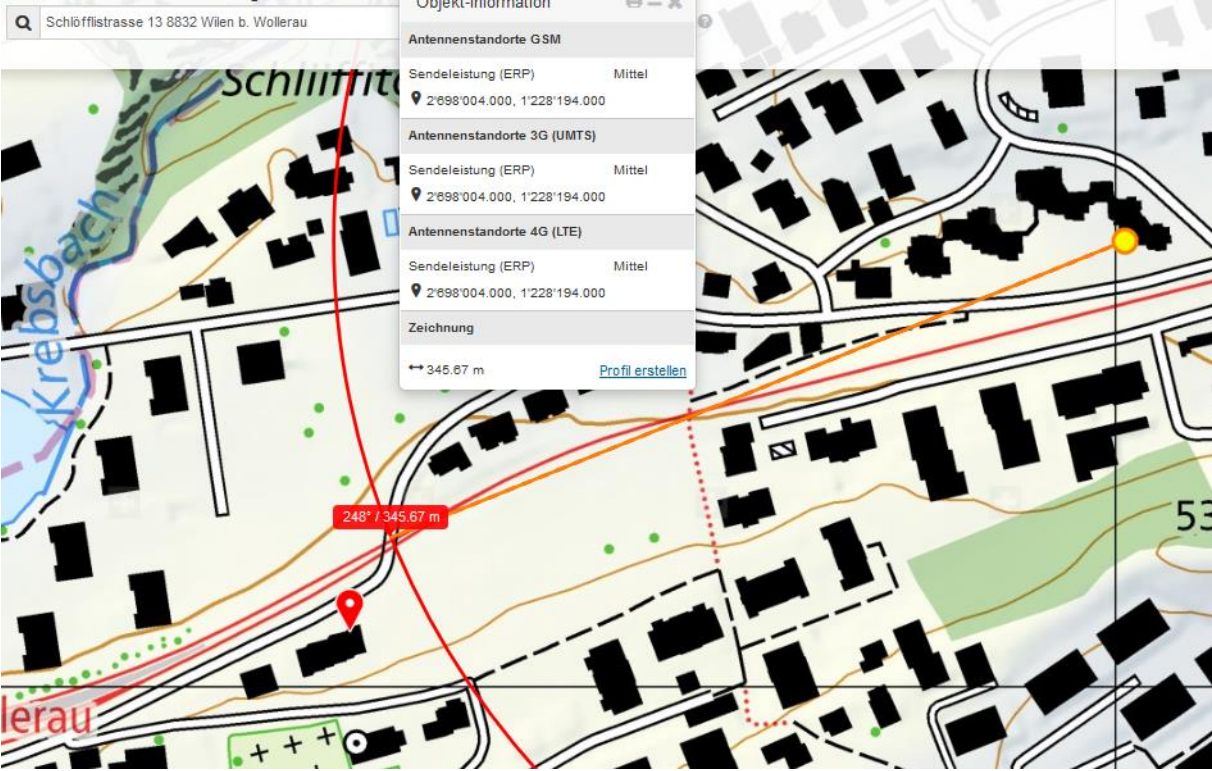 Schlöfflistrasse 13 8832 Wilen b. Wollerau
Objekt-Information
Antennenstandorte GSM
Sendeleistung (ERP) Mittel
2'698'004.000, 1'228'194.000
Antennenstandorte 3G (UMTS)
Sendeleistung (ERP) Mittel
2'698'004.000, 1'228'194.000
Antennenstandorte 4G (LTE)
Sendeleistung (ERP) Mittel
2'698'004.000, 1'228'194.000
Zeichnung
345.67 m Profil erstellen
Krebsbach
248° / 345.67 m
53
lerau